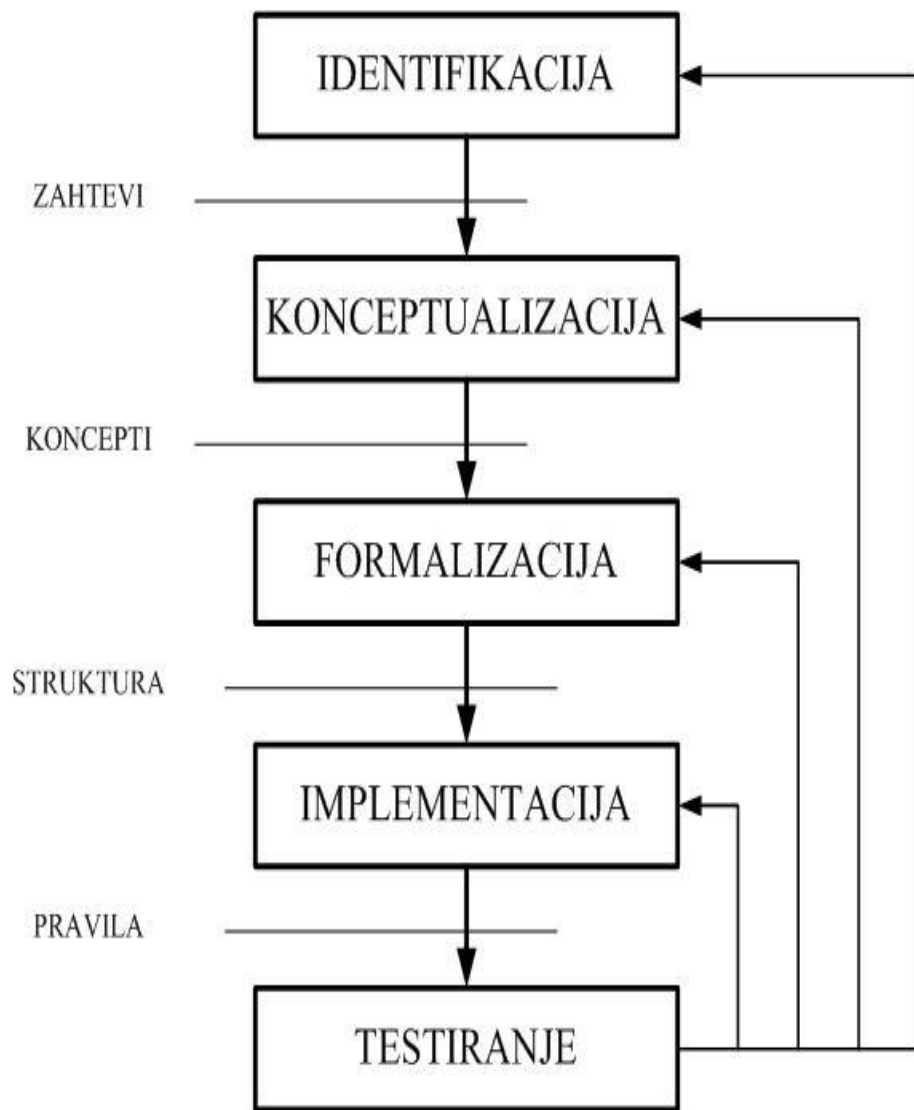 IDENTIFIKACIJA
ZAHTEVI
KONCEPTUALIZACIJA
KONCEPTI
FORMALIZACIJA
STRUKTURA
IMPLEMENTACIJA
PRAVILA
TESTIRANJE